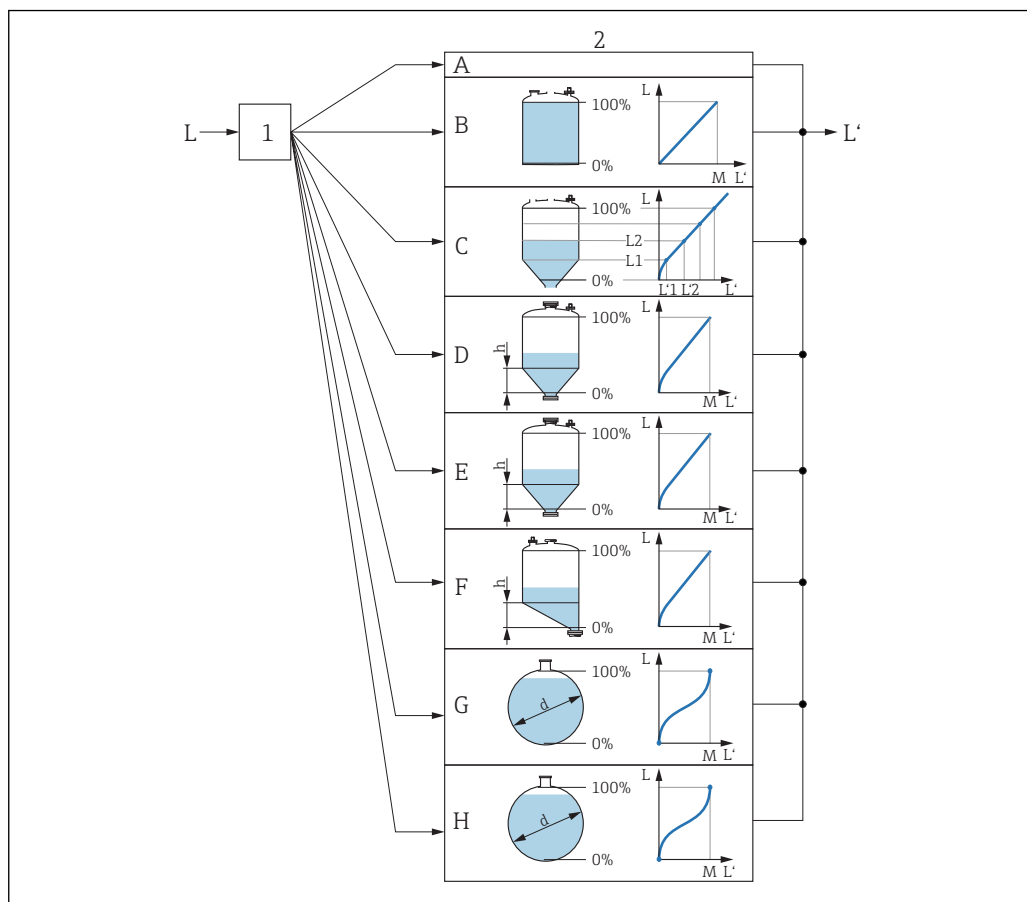 2
A
L 1 B 100% 0% L M L' L'
C 100% 0% L L2 L1 L'1 L'2 L'
D h 100% 0% L M L'
E h 100% 0% L M L'
F h 100% 0% L M L'
G d 100% 0% L M L'
H d 100% 0% L M L'